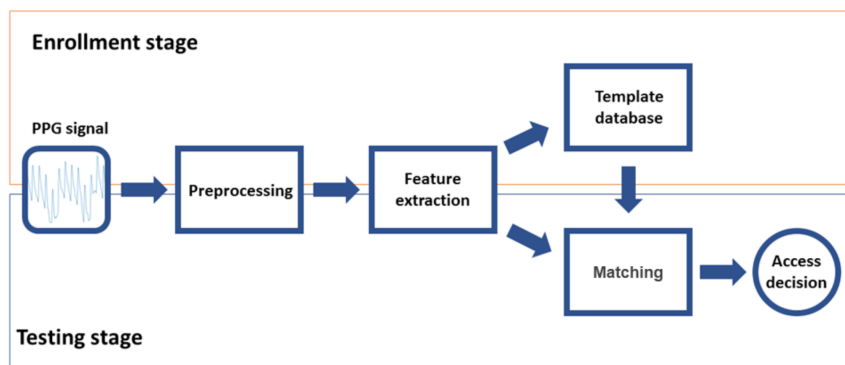 Enrollment stage
PPG signal
Preprocessing
Feature
extraction
Template
database
Matching
Access
decision
Testing stage